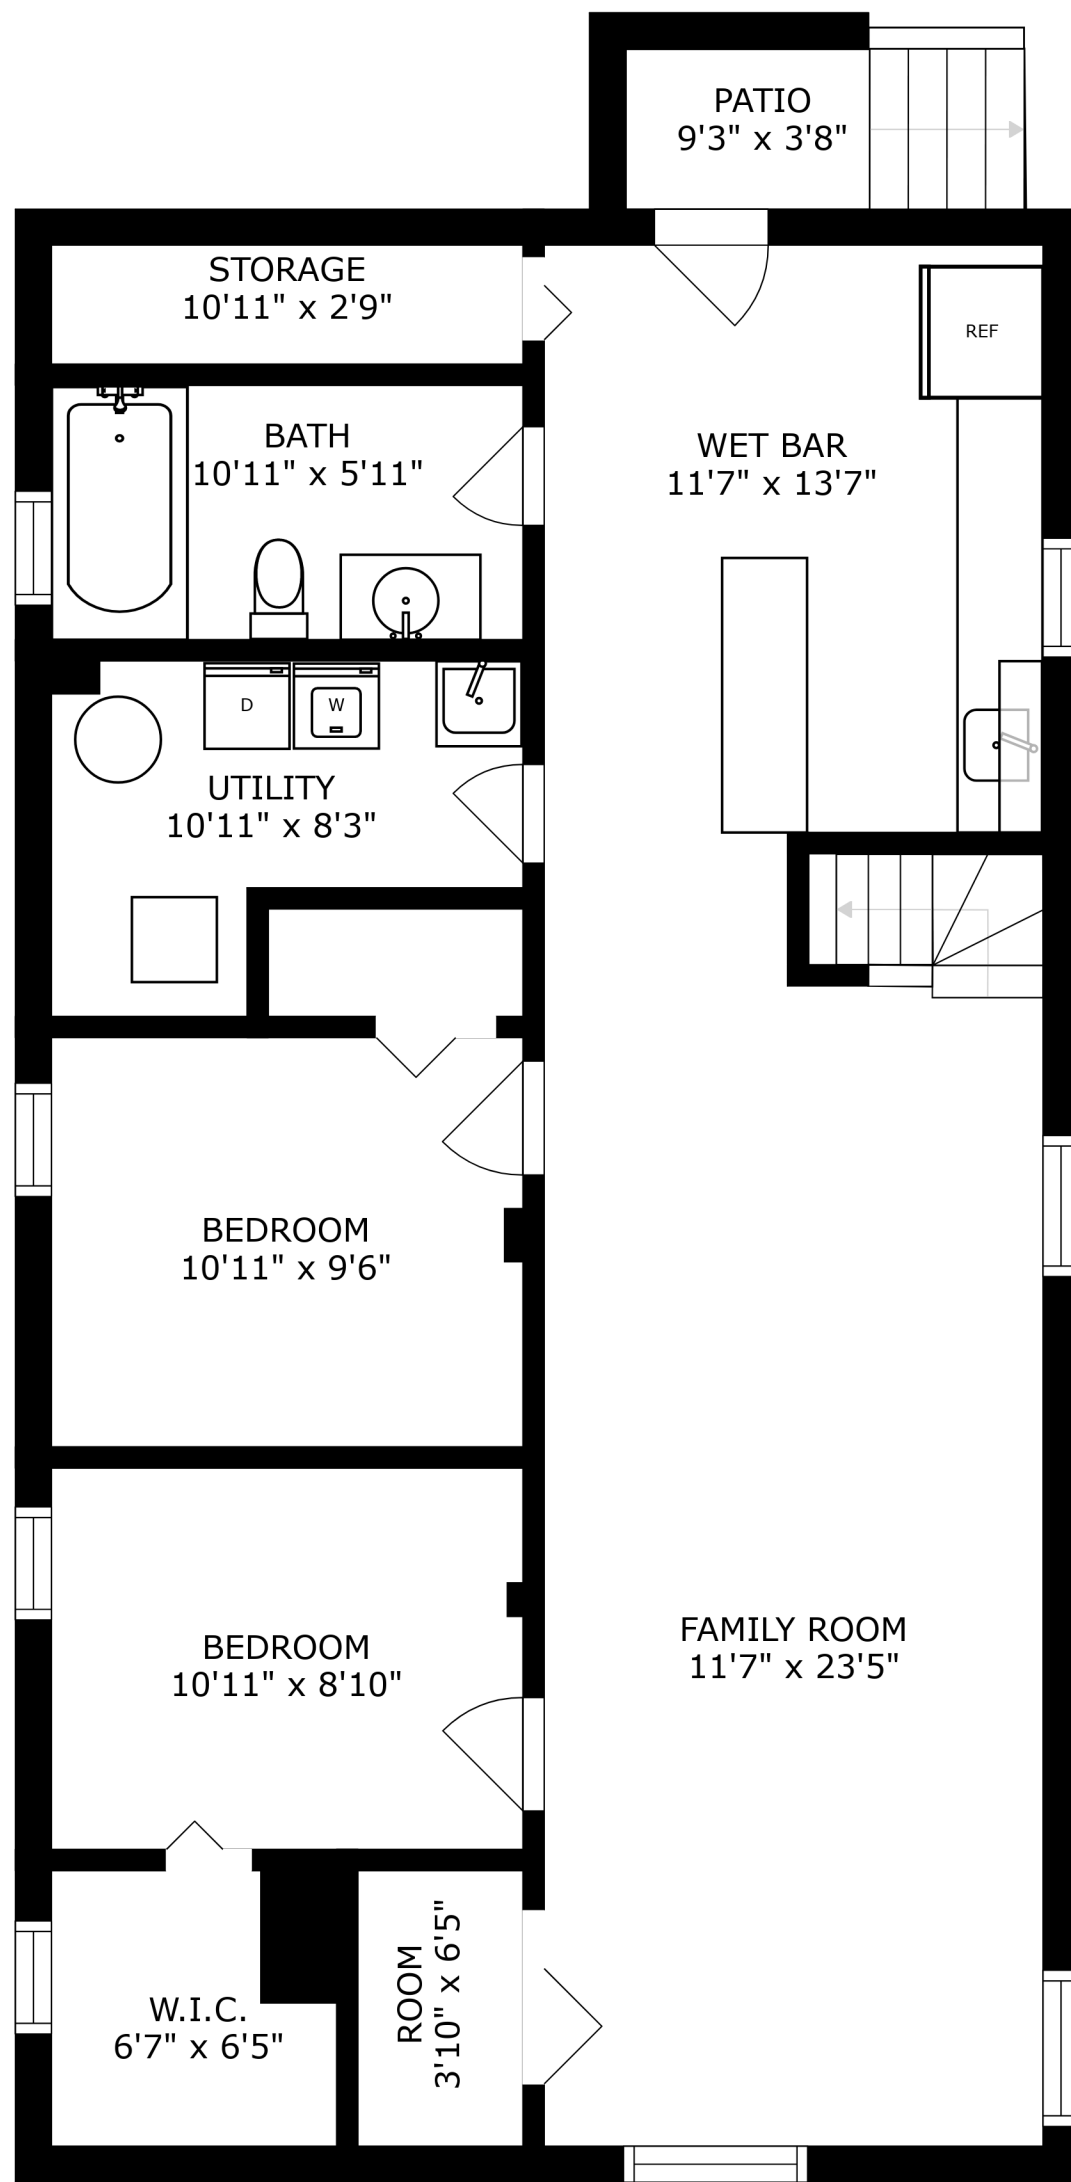 PATIO
9'3" x 3'8"
STORAGE
10'11" x 2'9"
REF
BATH
10'11" x 5'11"
WET BAR
11'7" x 13'7"
D
W
UTILITY
10'11" x 8'3"
BEDROOM
10'11" x 9'6"
BEDROOM
10'11" x 8'10"
FAMILY ROOM
11'7" x 23'5"
W.I.C.
6'7" x 6'5"
ROOM
3'10" x 6'5"